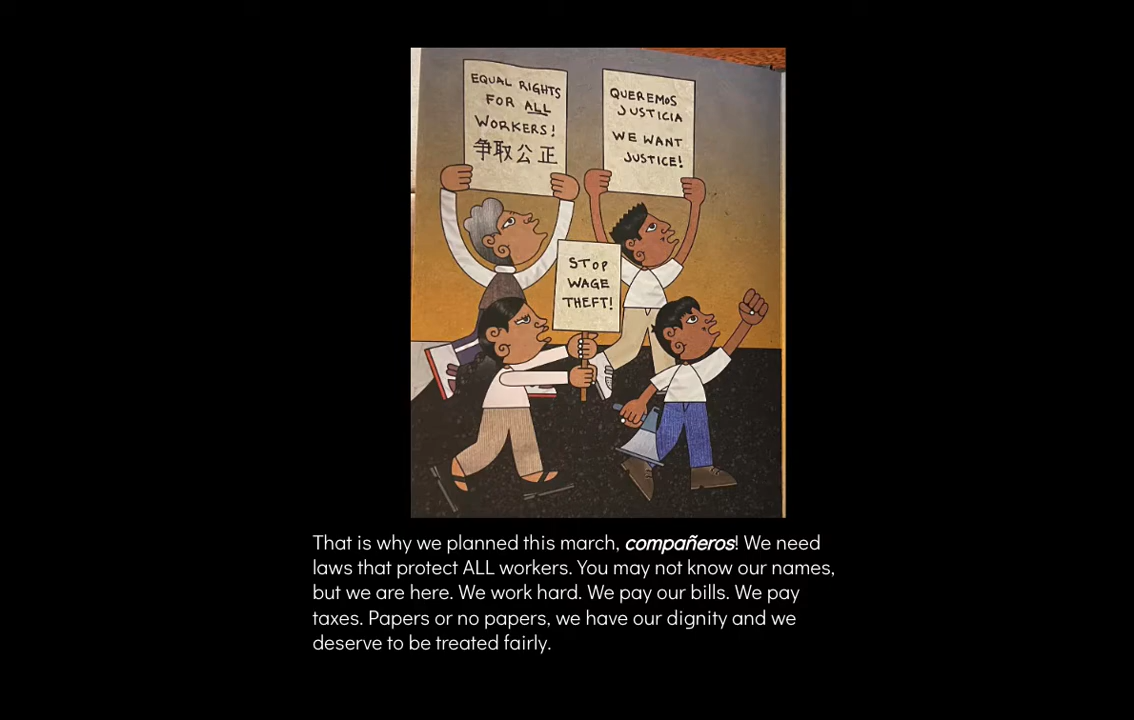 EQUAL RIGHTS
FOR ALL
WORKERS!
争取公正
QUEREMOS
JUSTICIA
WE WANT
JUSTICE!
STOP
WAGE
THEFT!
That is why we planned this march, compañeros! We need
laws that protect ALL workers. You may not know our names,
but we are here. We work hard. We pay our bills. We pay
taxes. Papers or no papers, we have our dignity and we
deserve to be treated fairly.